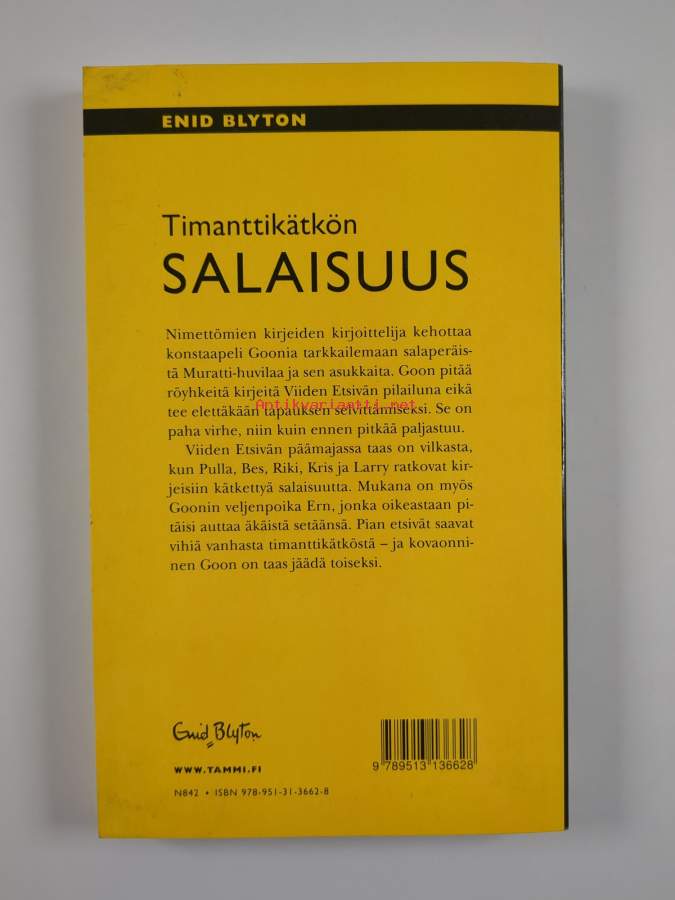 ENID BLYTON
Timanttikätkön
SALAISUUS
Nimettömien kirjeiden kirjoittelija kehottaa
konstaapeli Goonia tarkkailemaan salaperäis-
tä Muratti-huvilaa ja sen asukkaita. Goon pitää
röyhkeitä kirjeitä Viiden Etsivän pilailuna eikä
tee elettäkään tapauksen selvittämiseksi. Se on
Antikvariaatti.net
paha virhe, niin kuin ennen pitkää paljastuu.
Viiden Etsivän päämajassa taas on vilkasta,
kun Pulla, Bes, Riki, Kris ja Larry ratkovat kir-
jeisiin kätkettyä salaisuutta. Mukana on myös
Goonin veljenpoika Ern, jonka oikeastaan pi-
täisi auttaa äkäistä setäänsä. Pian etsivät saavat
vihiä vanhasta timanttikätköstä – ja kovaonni-
nen Goon on taas jäädä toiseksi.
Enid Blyton
WWW.TAMMI.FI
N842 • ISBN 978-951-31-3662-8
9 789513 136628